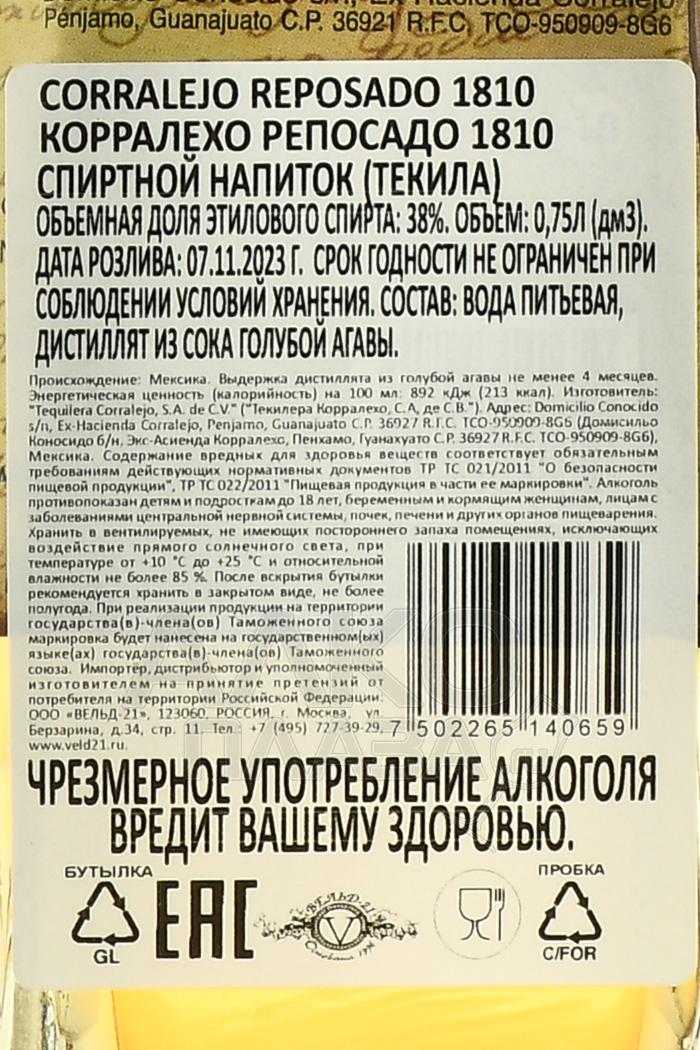 Penjamo, Guanajuato C.P. 36921 R.F.C, TCO-950909-8G6
CORRALEJO REPOSADO 1810
КОРРАЛЕХО РЕПОСАДО 1810
СПИРТНОЙ НАПИТОК (ТЕКИЛА)
ОБЪЕМНАЯ ДОЛЯ ЭТИЛОВОГО СПИРТА: 38%. ОБЪЕМ: 0,75Л (дм3).
ДАТА РОЗЛИВА: 07.11.2023 Г. СРОК ГОДНОСТИ НЕ ОГРАНИЧЕН ПРИ
СОБЛЮДЕНИИ УСЛОВИЙ ХРАНЕНИЯ. СОСТАВ: ВОДА ПИТЬЕВАЯ,
ДИСТИЛЛЯТ ИЗ СОКА ГОЛУБОЙ АГАВЫ.
Происхождение: Мексика. Выдержка дистиллята из голубой агавы не менее 4 месяцев.
Энергетическая ценность (калорийность) на 100 мл: 892 кДж (213 ккал). Изготовитель:
"Tequilera Corralejo, S.A. de C.V." ("Текилера Корралехо, С.А, де С.В."). Адрес: Domicilio Conocido
s/n, Ex-Hacienda Corralejo, Penjamo, Guanajuato C.P. 36927 R.F.C. TCO-950909-8G6 (Домисильо
Коносидо б/н, Экс-Асиенда Корралехо, Пенхамо, Гуанахуато С.Р. 36927 R.F.C. TCO-950909-8G6),
Мексика. Содержание вредных для здоровья веществ соответствует обязательным
требованиям действующих нормативных документов ТР ТС 021/2011 "О безопасности
пищевой продукции", ТР ТС 022/2011 "Пищевая продукция в части ее маркировки". Алкоголь
противопоказан детям и подросткам до 18 лет, беременным и кормящим женщинам, лицам с
заболеваниями центральной нервной системы, почек, печени и других органов пищеварения.
Хранить в вентилируемых, не имеющих постороннего запаха помещениях, исключающих
воздействие прямого солнечного света, при
температуре от +10 °C до +25 °C и относительной
влажности не более 85 %. После вскрытия бутылки
рекомендуется хранить в закрытом виде, не более
полугода. При реализации продукции на территории
государства(в)-члена(ов) Таможенного союза
маркировка будет нанесена на государственном(ых)
языке(ах) государства(в)-члена(ов) Таможенного
союза. Импортёр, дистрибьютор и уполномоченный
изготовителем на принятие претензий от
потребителя на территории Российской Федерации:
ООО «ВЕЛЬД-21», 123060, РОССИЯ, г. Москва, ул.
Берзарина, д.34, стр. 11. Тел.: +7 (495) 727-39-29,
www.veld21.ru.
7 502265 140659
ЧРЕЗМЕРНОЕ УПОТРЕБЛЕНИЕ АЛКОГОЛЯ
ВРЕДИТ ВАШЕМУ ЗДОРОВЬЮ.
БУТЫЛКА
GL
EAC
ВЕЛЬД-21
V
ПРОБКА
C/FOR